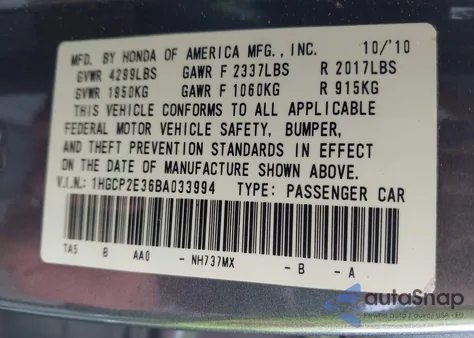 MFD. BY HONDA OF AMERICA MFG., INC. 10/'10
GVWR 4299LBS GAWR F 2337LBS R 2017LBS
GVWR 1950KG GAWR F 1060KG R 915KG
THIS VEHICLE CONFORMS TO ALL APPLICABLE
FEDERAL MOTOR VEHICLE SAFETY, BUMPER,
AND THEFT PREVENTION STANDARDS IN EFFECT
ON THE DATE OF MANUFACTURE SHOWN ABOVE.
V.I.N.: 1HGCP2E36BA033994 TYPE: PASSENGER CAR
TA5 B AA0 -NH737MX -B -A
autoSnap